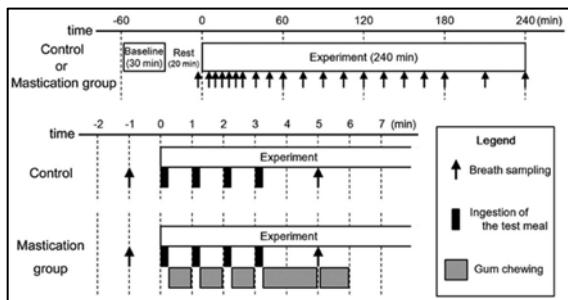 time
-60 0 60 120 180 240 (min)
Control
or
Mastication group
Baseline
(30 min)
Rest
(20 min)
Experiment (240 min)
time
-2 -1 0 1 2 3 4 5 6 7 (min)
Control
Experiment
Mastication
group
Experiment
Legend
Breath sampling
Ingestion of
the test meal
Gum chewing